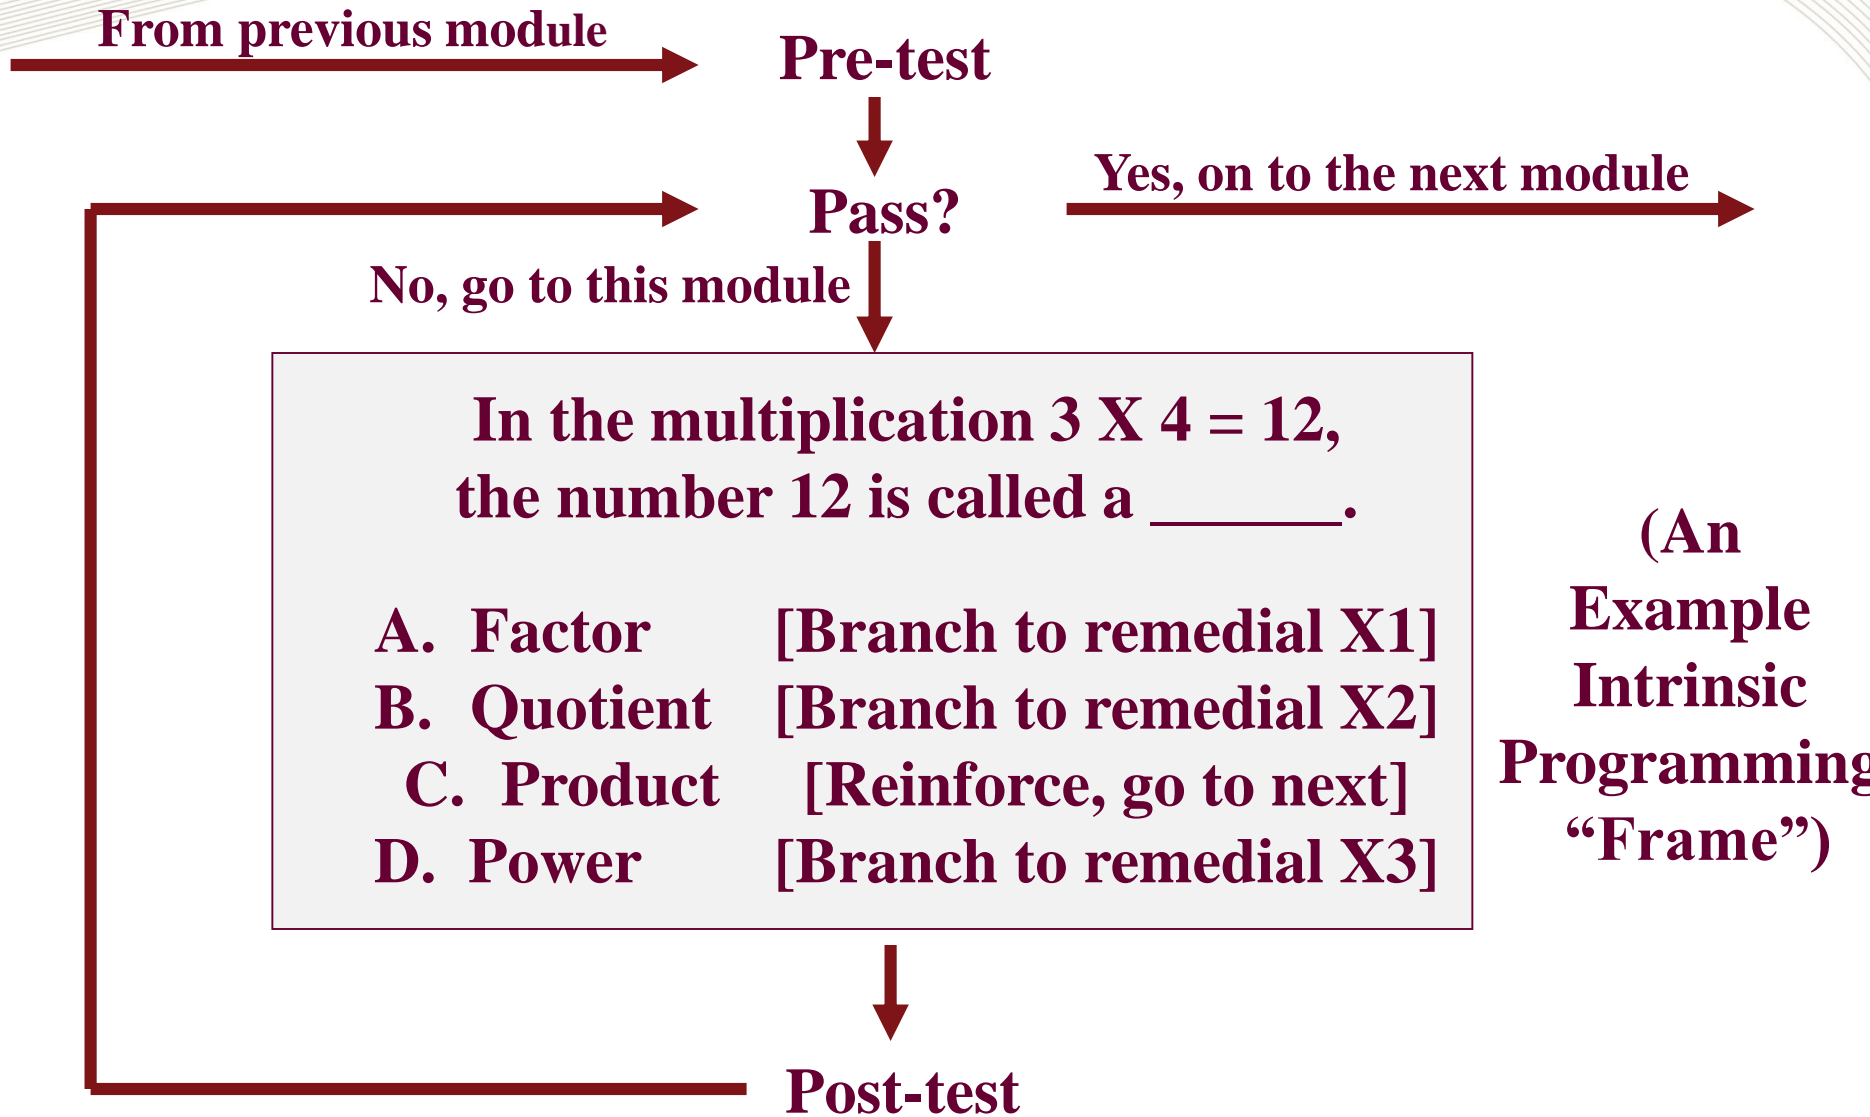 From previous module
Pre-test
Yes, on to the next module
Pass?
No, go to this module
In the multiplication 3 X 4 = 12,
the number 12 is called a ______.
A. Factor [Branch to remedial X1]
B. Quotient [Branch to remedial X2]
C. Product [Reinforce, go to next]
D. Power [Branch to remedial X3]
(An
Example
Intrinsic
Programming
“Frame”)
Post-test